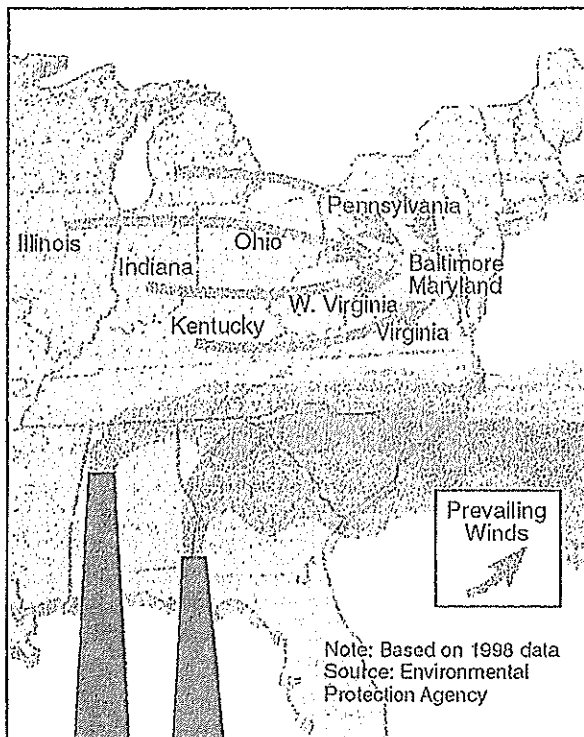 Pennsylvania
Illinois
Ohio
Indiana
Baltimore
Maryland
W. Virginia
Kentucky
Virginia
Prevailing
Winds
Note: Based on 1998 data
Source: Environmental
Protection Agency